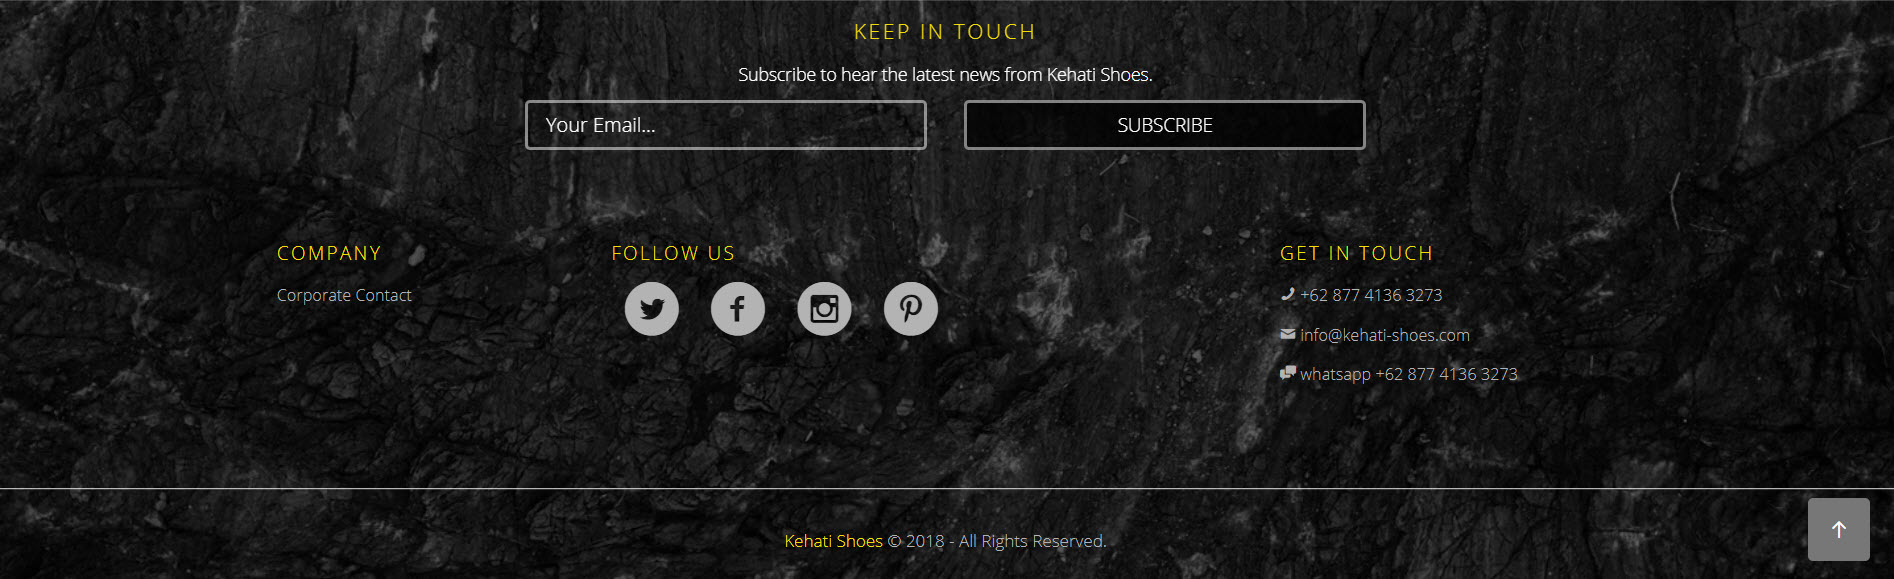 KEEP IN TOUCH
Subscribe to hear the latest news from Kehati Shoes.
Your Email...
SUBSCRIBE
COMPANY
Corporate Contact
FOLLOW US
GET IN TOUCH
+62 877 4136 3273
info@kehati-shoes.com
whatsapp +62 877 4136 3273
Kehati Shoes © 2018 - All Rights Reserved.